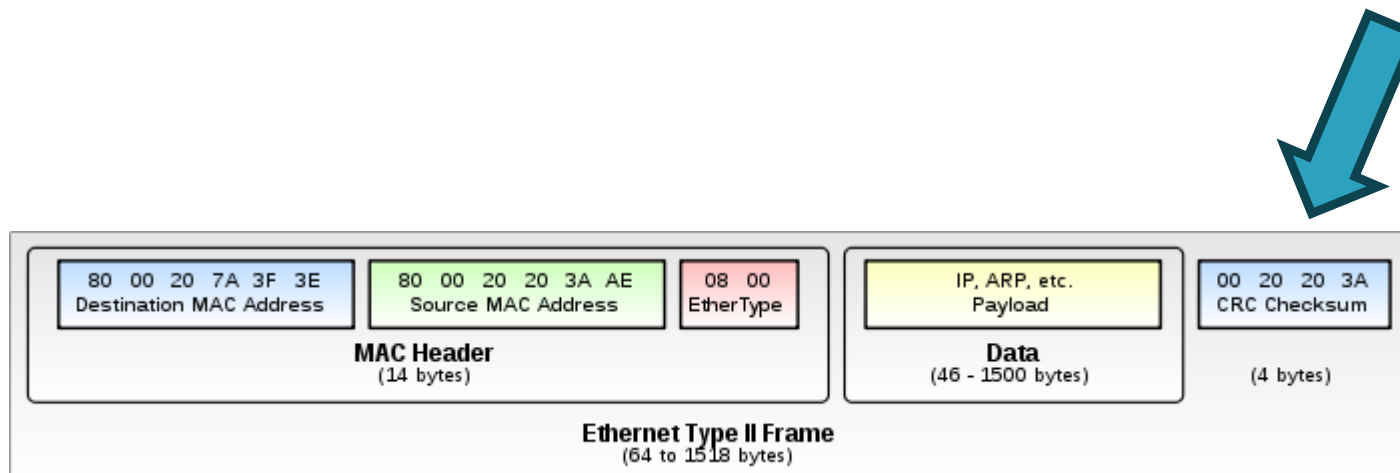 80 00 20 7A 3F 3E
Destination MAC Address
80 00 20 20 3A AE
Source MAC Address
08 00
EtherType
MAC Header
(14 bytes)
IP, ARP, etc.
Payload
Data
(46 - 1500 bytes)
00 20 20 3A
CRC Checksum
(4 bytes)
Ethernet Type II Frame
(64 to 1518 bytes)